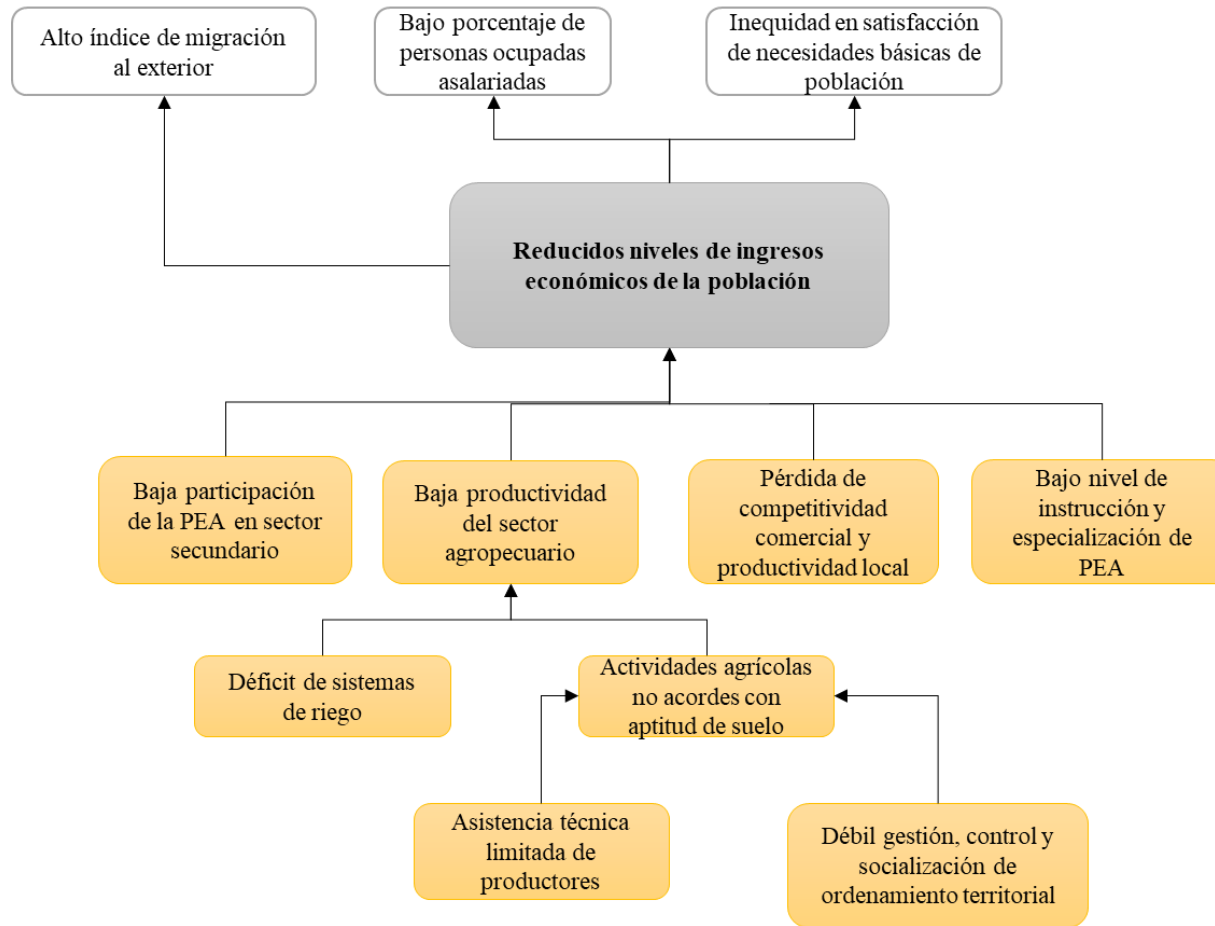 Alto índice de migración
al exterior
Bajo porcentaje de
personas ocupadas
asalariadas
Inequidad en satisfacción
de necesidades básicas de
población
Reducidos niveles de ingresos
económicos de la población
Baja participación
de la PEA en sector
secundario
Baja productividad
del sector
agropecuario
Pérdida de
competitividad
comercial y
productividad local
Bajo nivel de
instrucción y
especialización de
PEA
Déficit de sistemas
de riego
Actividades agrícolas
no acordes con
aptitud de suelo
Asistencia técnica
limitada de
productores
Débil gestión, control y
socialización de
ordenamiento territorial